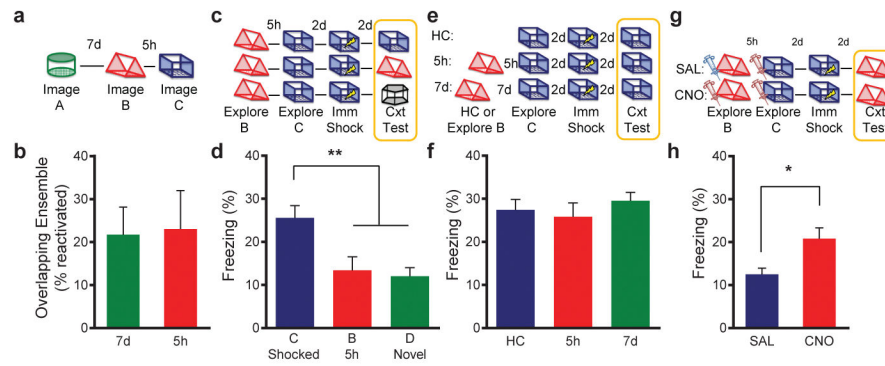 a
7d
5h
Image Image Image
A B C
c
5h 2d 2d
Explore Explore Imm Cxt
B C Shock Test
e
HC: 2d 2d
5h: 5h 2d 2d
7d: 7d 2d 2d
HC or Explore Imm Cxt
Explore B C Shock Test
g
5h 2d 2d
SAL:
CNO:
Explore Explore Imm Cxt
B C Shock Test
b
Overlapping Ensemble
(% reactivated)
40
30
20
10
0
7d 5h
d
Freezing (%)
40
30
20
10
0
**
C B D
Shocked 5h Novel
f
Freezing (%)
40
30
20
10
0
HC 5h 7d
h
Freezing (%)
40
30
20
10
0
*
SAL CNO